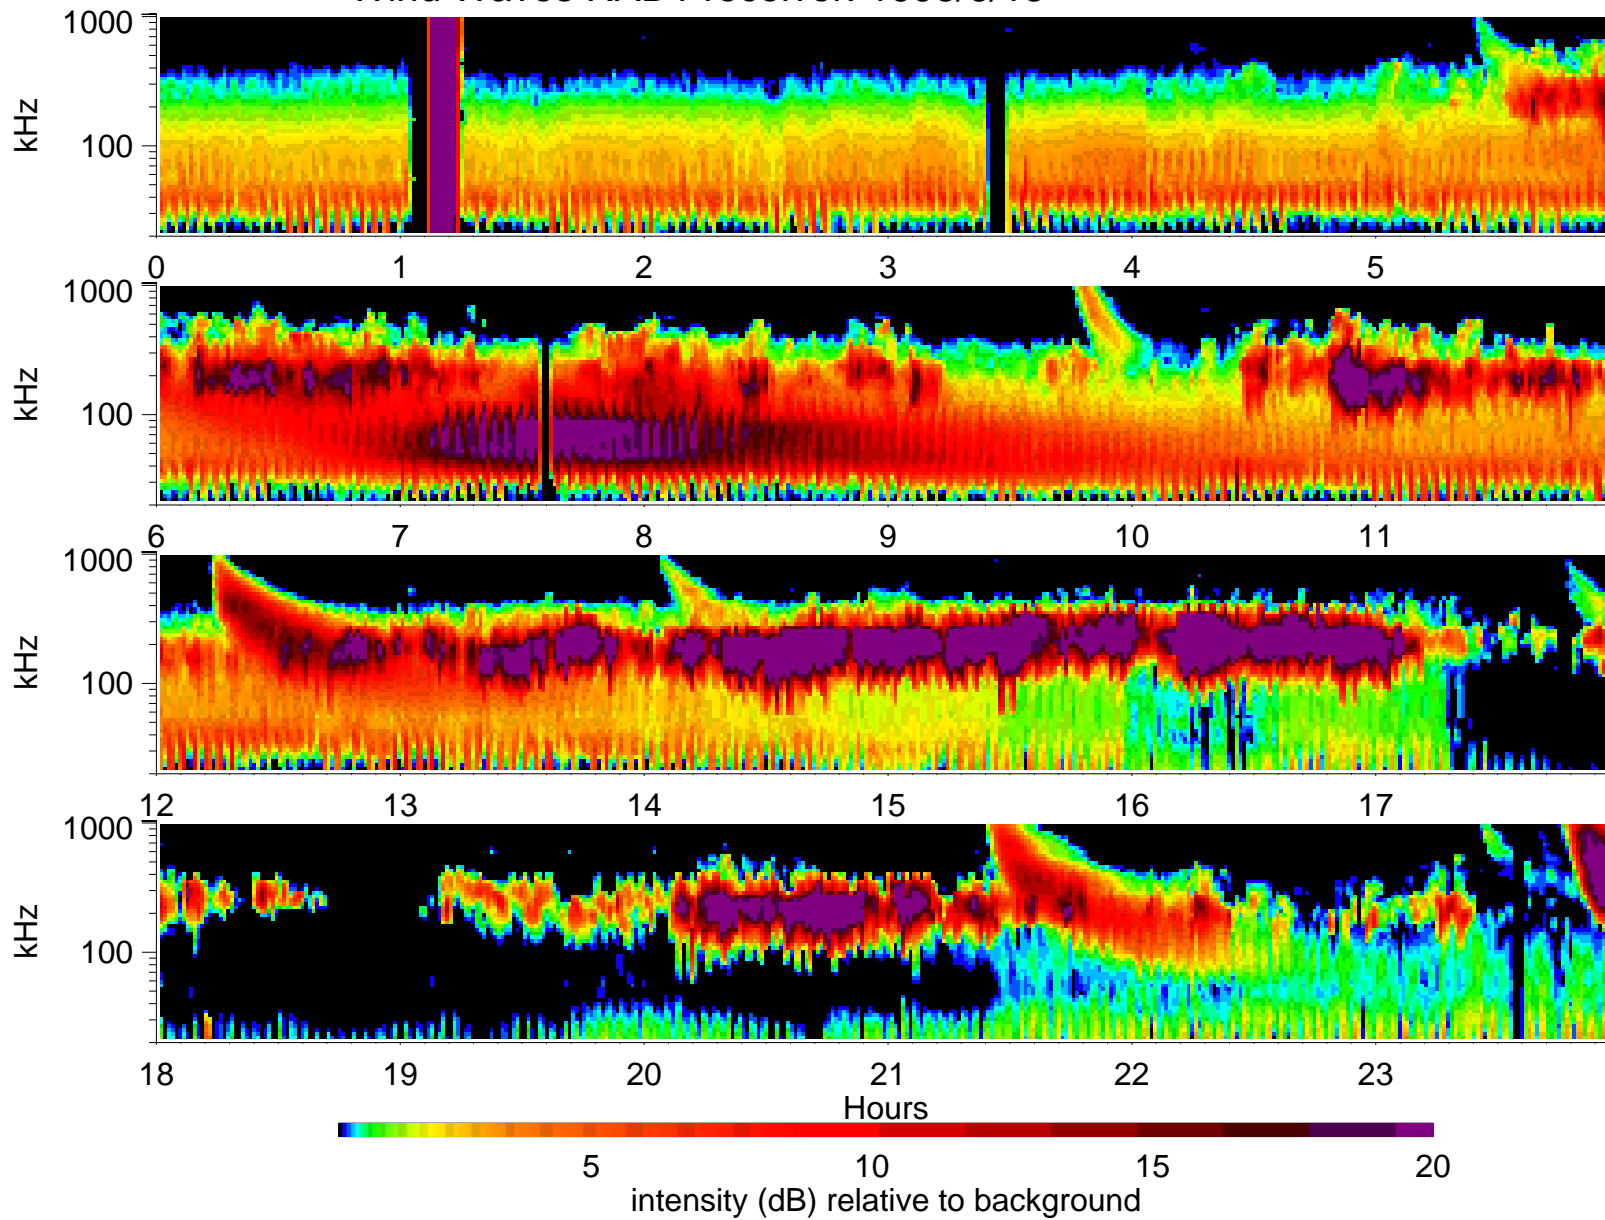 kHz 1000 100
0 1 2 3 4 5
kHz 1000 100
6 7 8 9 10 11
kHz 1000 100
12 13 14 15 16 17
kHz 1000 100
18 19 20 21 22 23
Hours
5 10 15 20
intensity (dB) relative to background